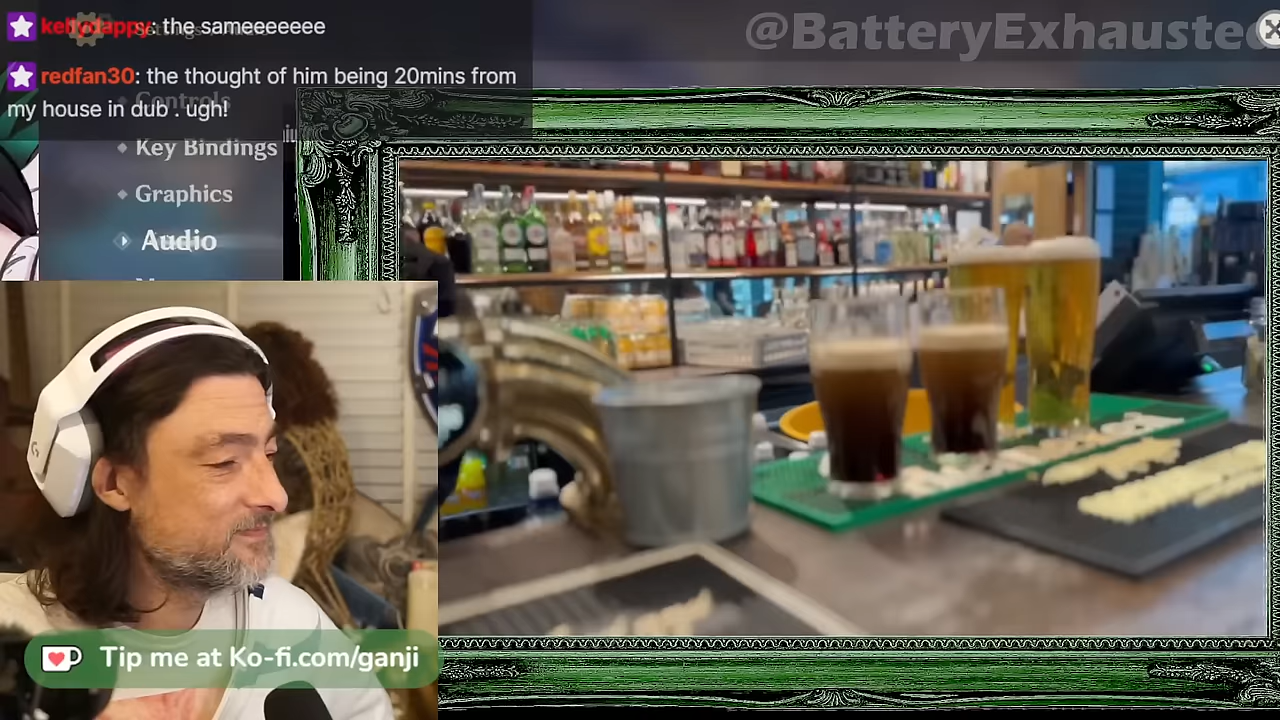 kellydappy: the sameeeeeee
redfan30: the thought of him being 20mins from
my house in dub . ugh!
@BatteryExhausted
Controls
Key Bindings
Graphics
Audio
Tip me at Ko-fi.com/ganji